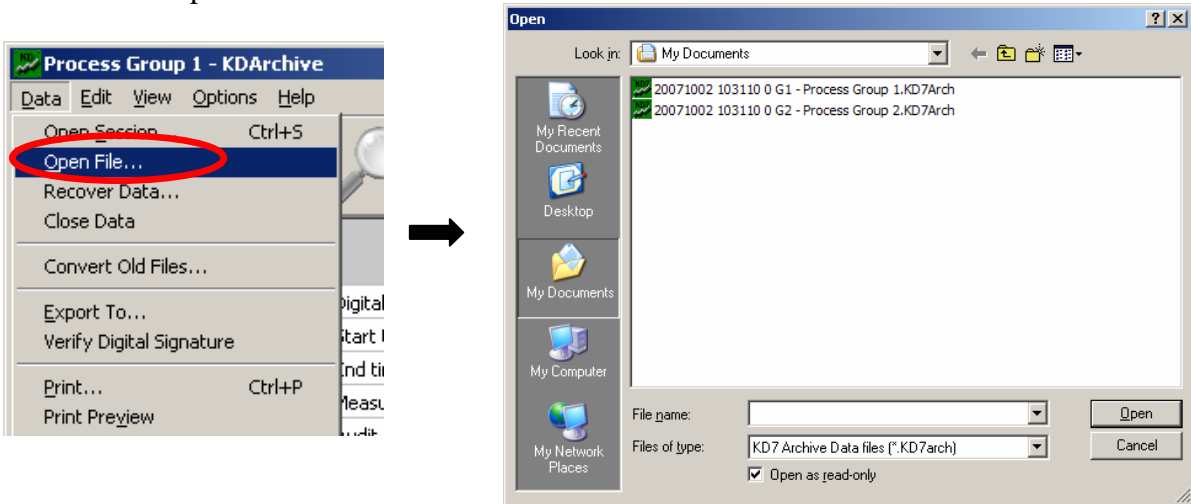 Process Group 1 - KDArchive
Data Edit View Options Help
Open Session... Ctrl+S
Open File...
Recover Data...
Close Data
Convert Old Files...
Export To...
Verify Digital Signature
Print... Ctrl+P
Print Preview
Open
Look in: My Documents
20071002 103110 0 G1 - Process Group 1.KD7Arch
20071002 103110 0 G2 - Process Group 2.KD7Arch
My Recent
Documents
Desktop
My Documents
My Computer
My Network
Places
File name: Open
Files of type: KD7 Archive Data files (*.KD7arch) Cancel
Open as read-only